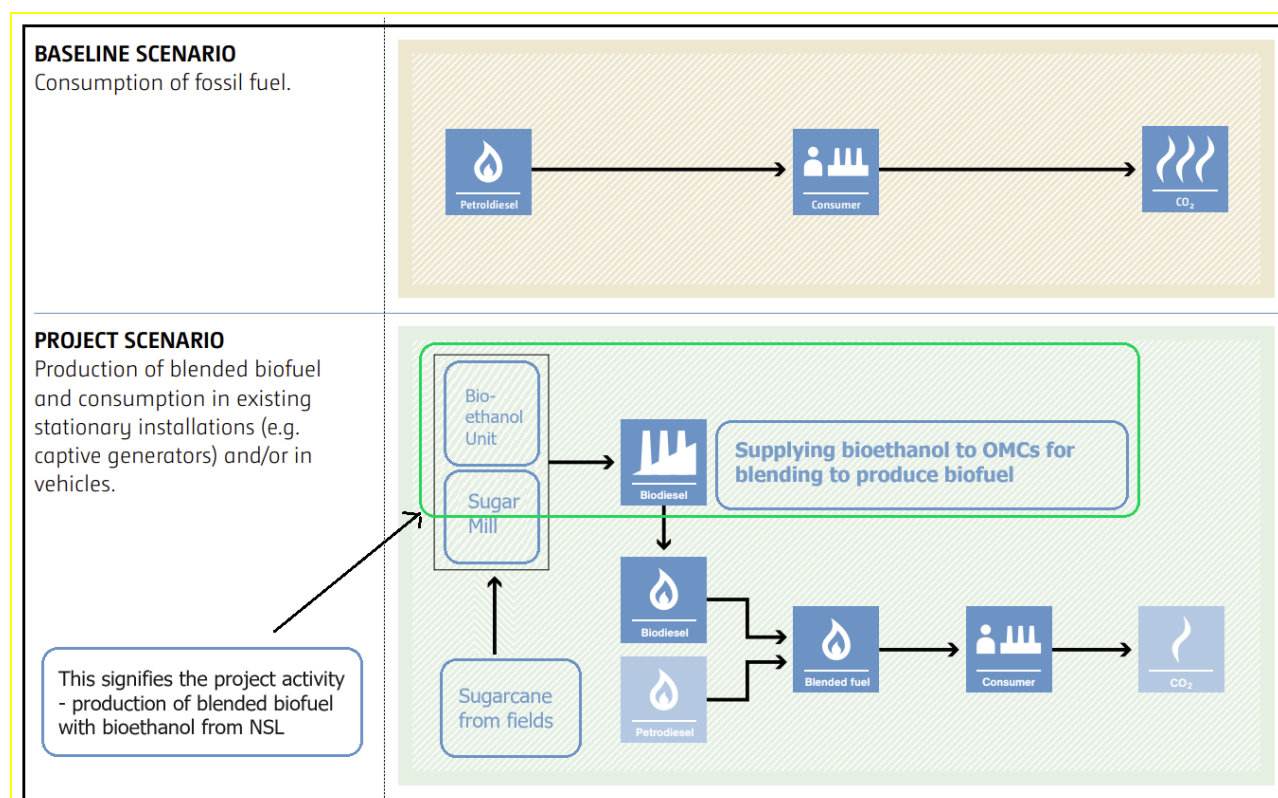 BASELINE SCENARIO
Consumption of fossil fuel.
Petroldiesel
Consumer
CO₂
PROJECT SCENARIO
Production of blended biofuel
and consumption in existing
stationary installations (e.g.
captive generators) and/or in
vehicles.
Bio-
ethanol
Unit
Sugar
Mill
Biodiesel
Supplying bioethanol to OMCs for
blending to produce biofuel
Biodiesel
Petrodiesel
Blended fuel
Consumer
CO₂
Sugarcane
from fields
This signifies the project activity
- production of blended biofuel
with bioethanol from NSL